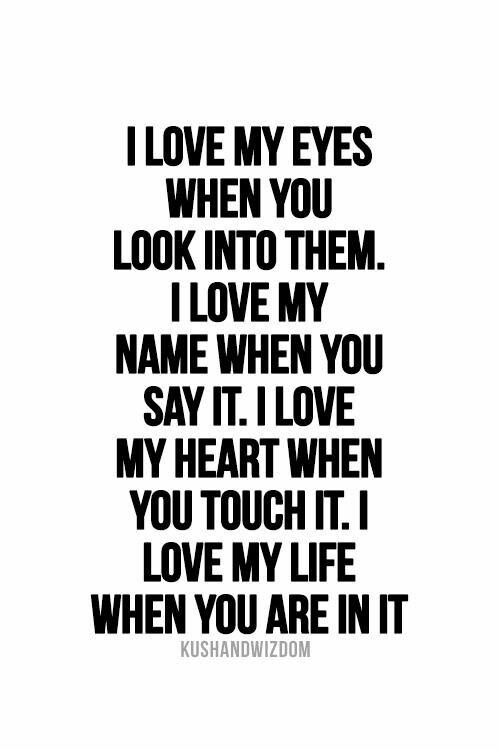 I LOVE MY EYES
WHEN YOU
LOOK INTO THEM.
I LOVE MY
NAME WHEN YOU
SAY IT. I LOVE
MY HEART WHEN
YOU TOUCH IT. I
LOVE MY LIFE
WHEN YOU ARE IN IT
KUSHANDWIZDOM